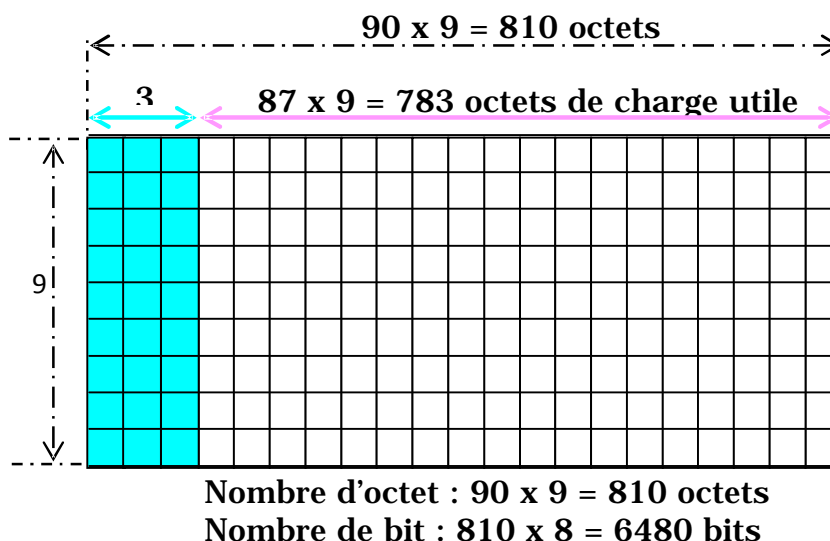 90 x 9 = 810 octets
3
87 x 9 = 783 octets de charge utile
9
Nombre d'octet : 90 x 9 = 810 octets
Nombre de bit : 810 x 8 = 6480 bits